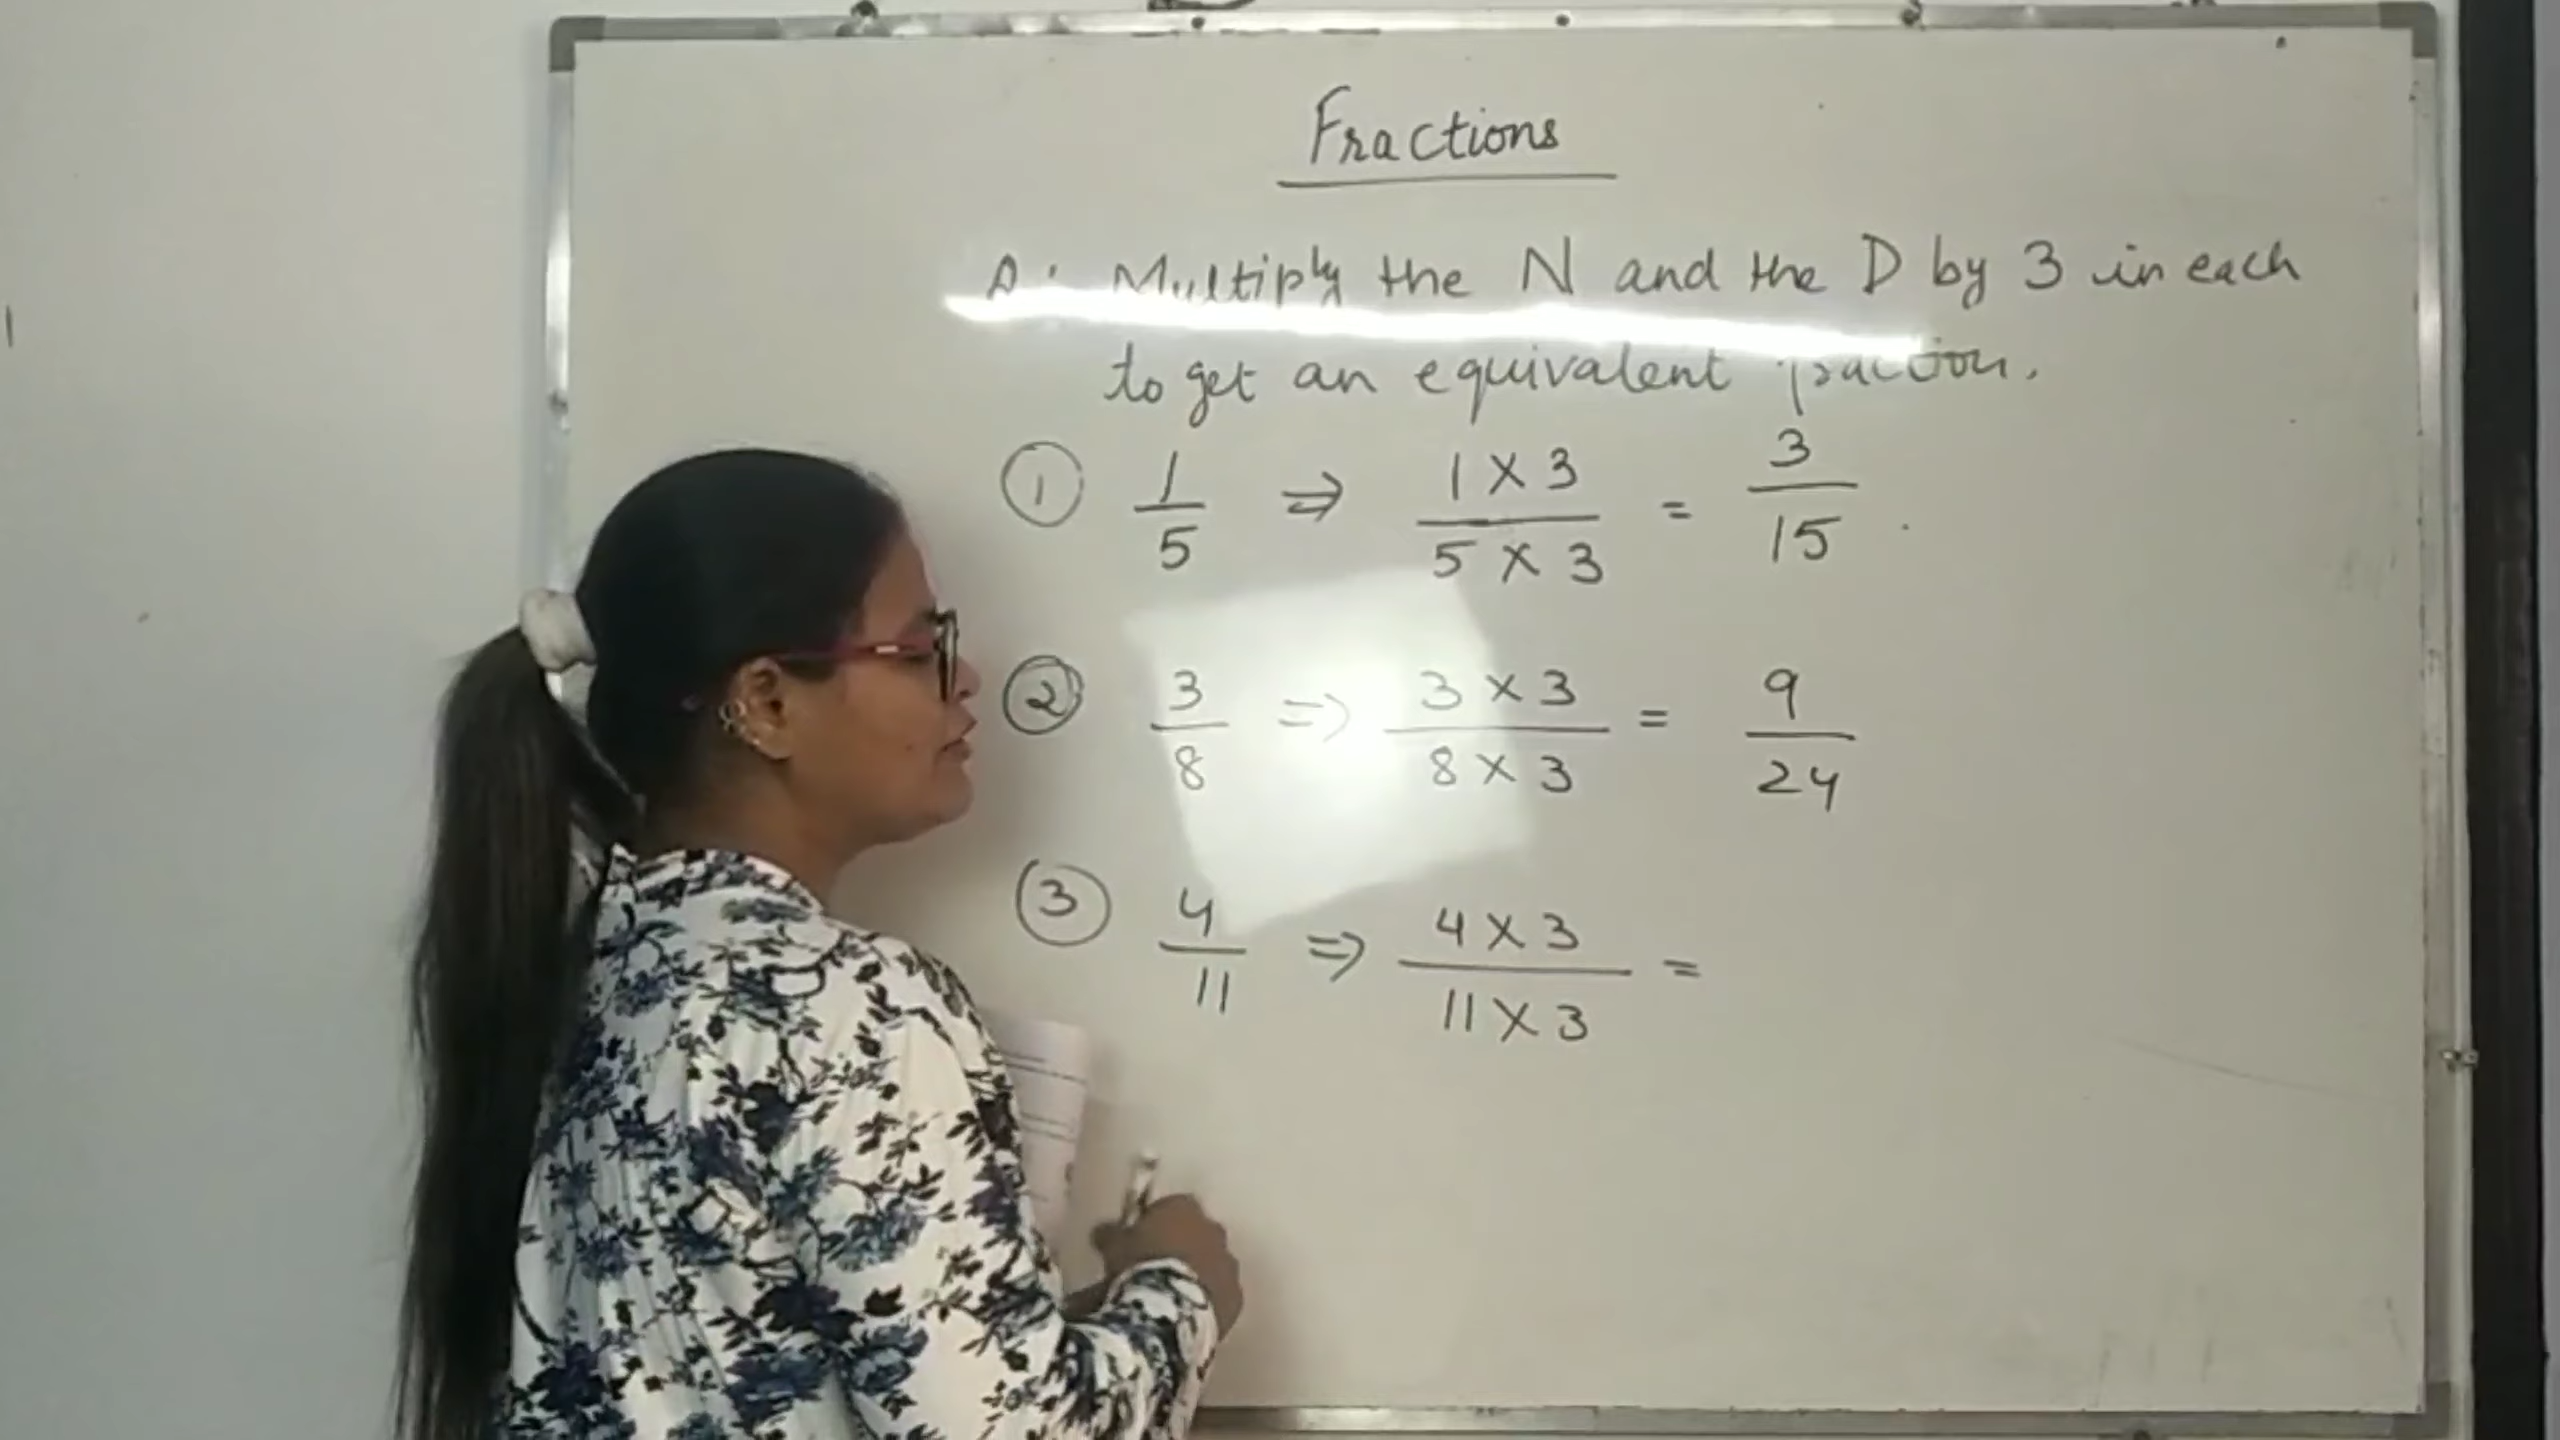 Fractions
A. Multiply the N and the D by 3 in each
to get an equivalent fraction.
① 1/5 ⇒ 1 X 3 / 5 X 3 = 3/15
② 3/8 ⇒ 3 X 3 / 8 X 3 = 9/24
③ 4/11 ⇒ 4 X 3 / 11 X 3 =